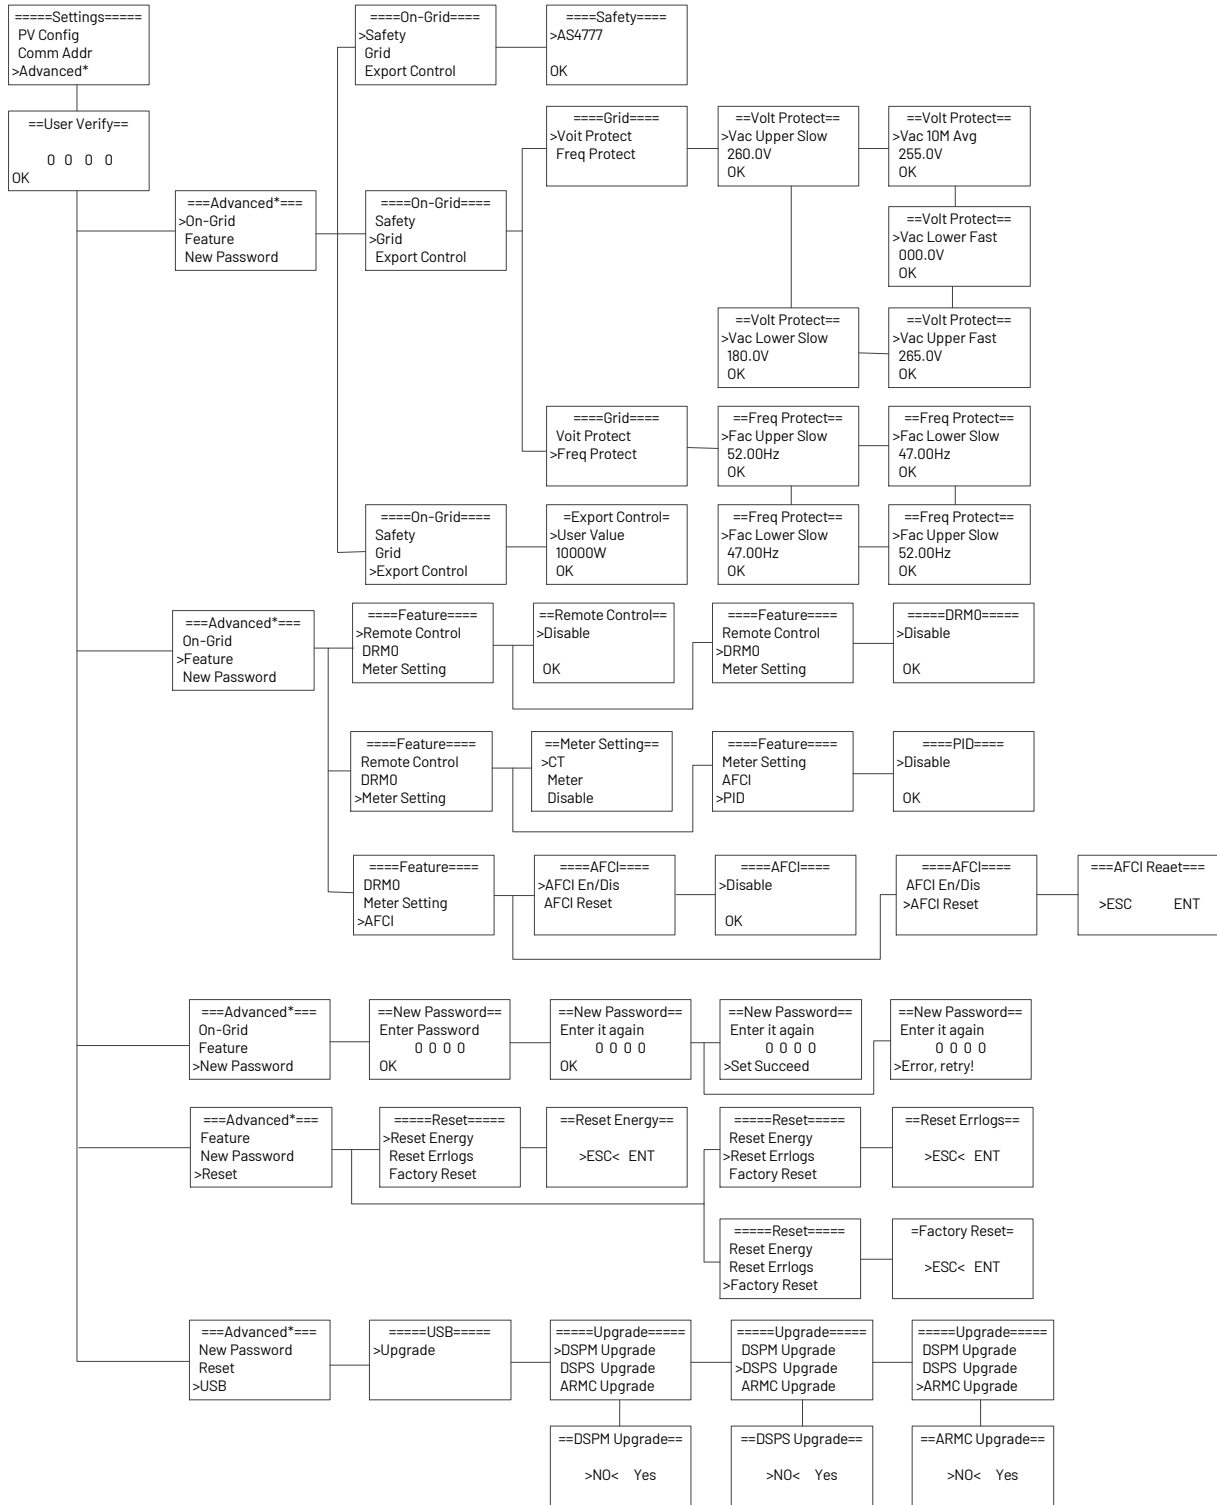 =====Settings=====
PV Config
Comm Addr
>Advanced*
==User Verify==
0 0 0 0
OK
===Advanced*===
>On-Grid
Feature
New Password
====On-Grid====
>Safety
Grid
Export Control
====Safety====
>AS4777
OK
====On-Grid====
Safety
>Grid
Export Control
====Grid====
>Voit Protect
Freq Protect
==Volt Protect==
>Vac Upper Slow
260.0V
OK
==Volt Protect==
>Vac 10M Avg
255.0V
OK
==Volt Protect==
>Vac Lower Fast
000.0V
OK
==Volt Protect==
>Vac Lower Slow
180.0V
OK
==Volt Protect==
>Vac Upper Fast
265.0V
OK
====Grid====
Voit Protect
>Freq Protect
==Freq Protect==
>Fac Upper Slow
52.00Hz
OK
==Freq Protect==
>Fac Lower Slow
47.00Hz
OK
====On-Grid====
Safety
Grid
>Export Control
=Export Control=
>User Value
10000W
OK
==Freq Protect==
>Fac Lower Slow
47.00Hz
OK
==Freq Protect==
>Fac Upper Slow
52.00Hz
OK
===Advanced*===
On-Grid
>Feature
New Password
====Feature====
>Remote Control
DRM0
Meter Setting
==Remote Control==
>Disable
OK
====Feature====
Remote Control
>DRM0
Meter Setting
=====DRM0=====
>Disable
OK
====Feature====
Remote Control
DRM0
>Meter Setting
==Meter Setting==
>CT
Meter
Disable
====Feature====
Meter Setting
AFCI
>PID
====PID====
>Disable
OK
====Feature====
DRM0
Meter Setting
>AFCI
====AFCI====
>AFCI En/Dis
AFCI Reset
====AFCI====
>Disable
OK
====AFCI====
AFCI En/Dis
>AFCI Reset
===AFCI Reaet===
>ESC ENT
===Advanced*===
On-Grid
Feature
>New Password
==New Password==
Enter Password
0 0 0 0
OK
==New Password==
Enter it again
0 0 0 0
OK
==New Password==
Enter it again
0 0 0 0
>Set Succeed
==New Password==
Enter it again
0 0 0 0
>Error, retry!
===Advanced*===
Feature
New Password
>Reset
=====Reset=====
>Reset Energy
Reset Errlogs
Factory Reset
==Reset Energy==
>ESC< ENT
=====Reset=====
Reset Energy
>Reset Errlogs
Factory Reset
==Reset Errlogs==
>ESC< ENT
=====Reset=====
Reset Energy
Reset Errlogs
>Factory Reset
=Factory Reset=
>ESC< ENT
===Advanced*===
New Password
Reset
>USB
=====USB=====
>Upgrade
=====Upgrade=====
>DSPM Upgrade
DSPS Upgrade
ARMC Upgrade
=====Upgrade=====
DSPM Upgrade
>DSPS Upgrade
ARMC Upgrade
=====Upgrade=====
DSPM Upgrade
DSPS Upgrade
>ARMC Upgrade
==DSPM Upgrade==
>NO< Yes
==DSPS Upgrade==
>NO< Yes
==ARMC Upgrade==
>NO< Yes